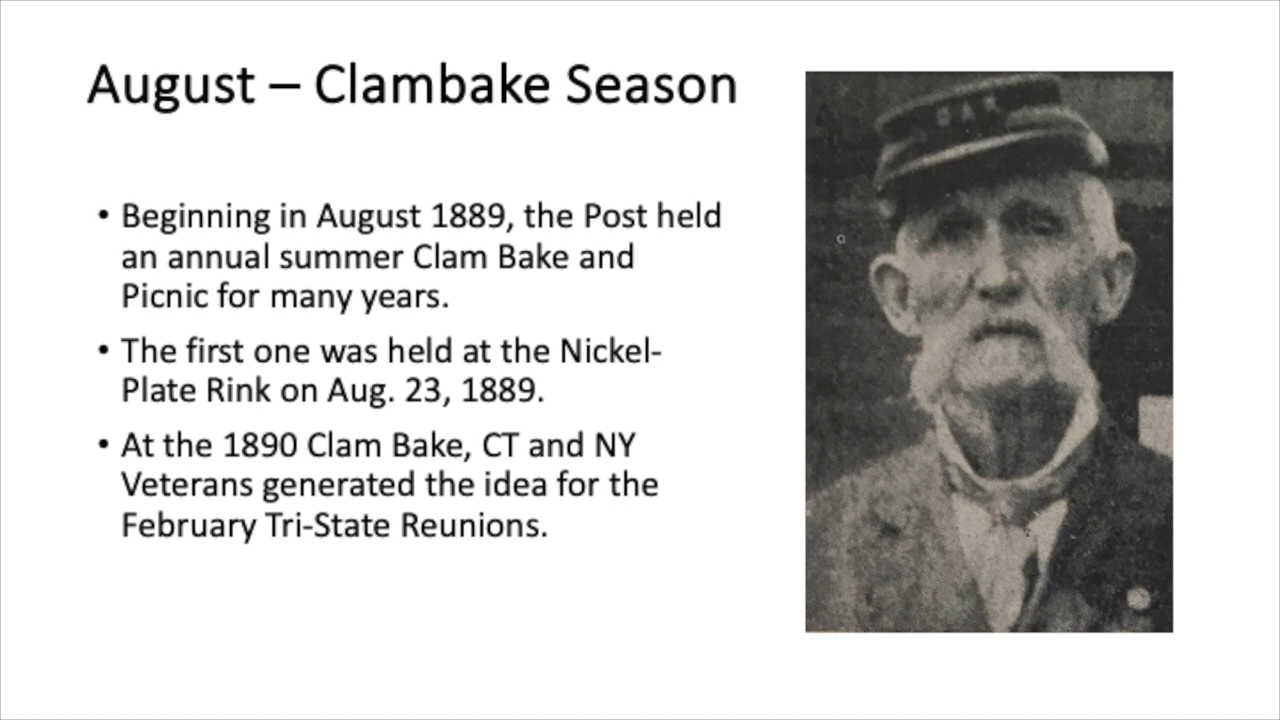 August – Clambake Season
• Beginning in August 1889, the Post held
an annual summer Clam Bake and
Picnic for many years.
• The first one was held at the Nickel-
Plate Rink on Aug. 23, 1889.
• At the 1890 Clam Bake, CT and NY
Veterans generated the idea for the
February Tri-State Reunions.
GAR